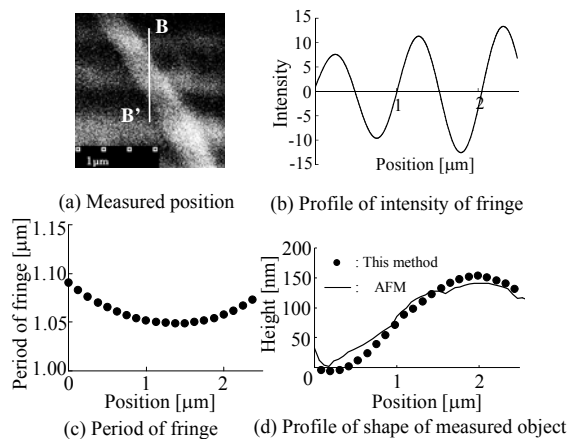 B
B'
1μm
(a) Measured position
Intensity
15
10
5
0
-5
-10
-15
1
2
Position [μm]
(b) Profile of intensity of fringe
Period of fringe [μm]
1.15
1.10
1.05
1.00
0
1
2
Position [μm]
(c) Period of fringe
Height [nm]
200
150
100
50
0
: This method
: AFM
0
1
2
Position [μm]
(d) Profile of shape of measured object